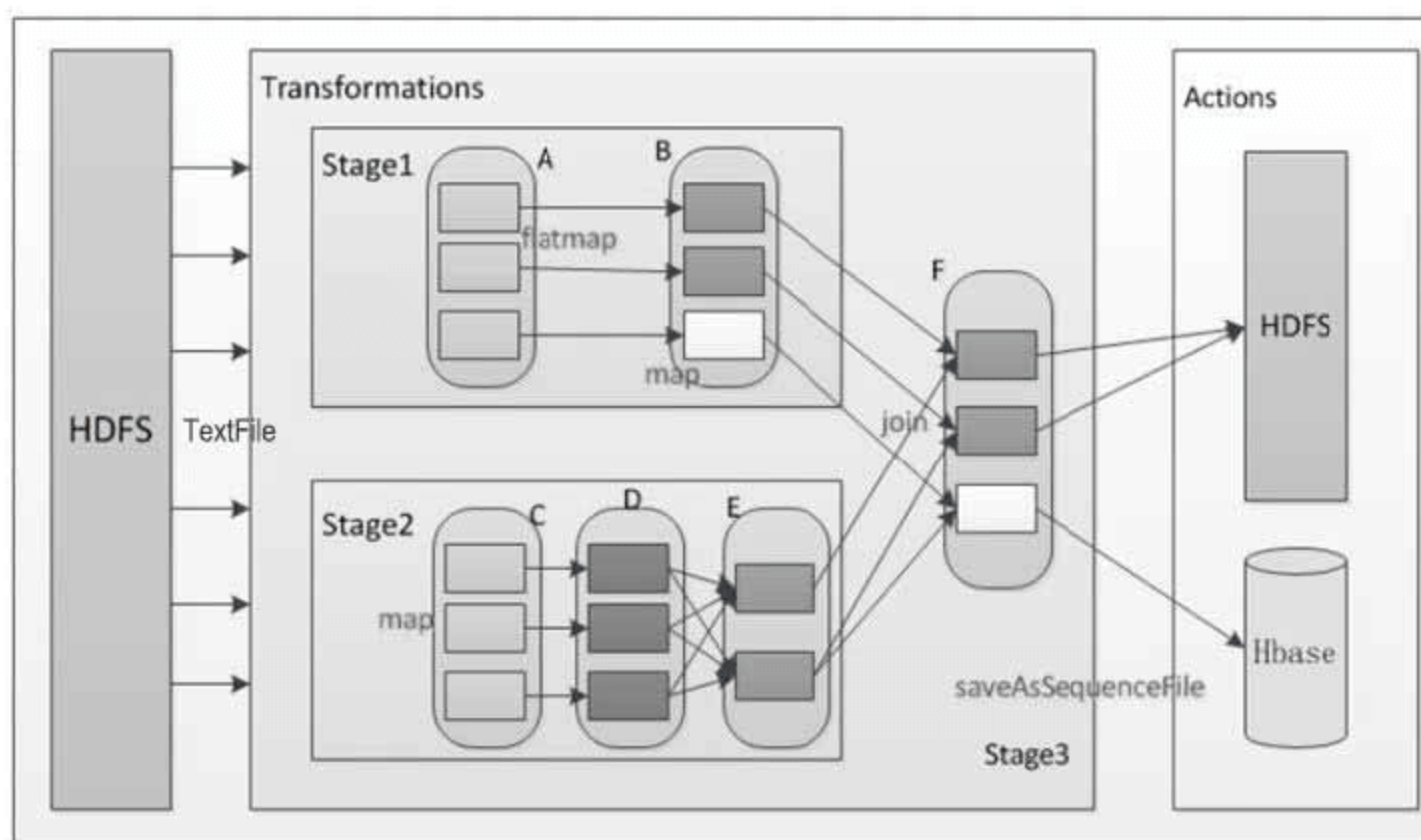 Transformations
Actions
Stage1
A
B
flatmap
map
F
HDFS
HDFS
TextFile
join
Stage2
C
D
E
map
saveAsSequenceFile
Hbase
Stage3